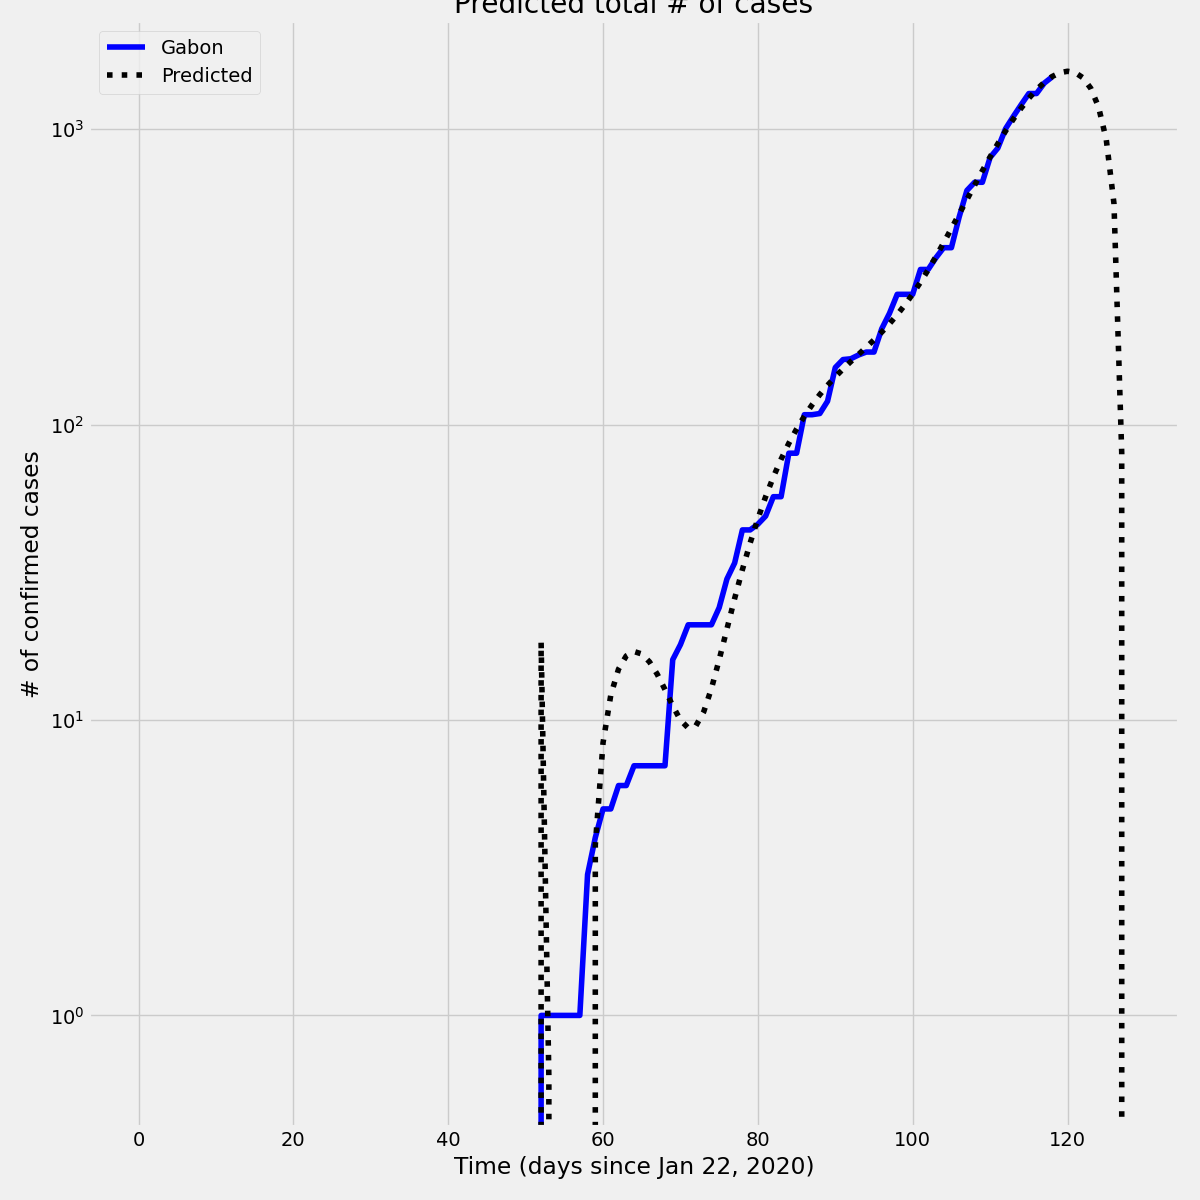 Predicted total # of cases
Gabon
Predicted
10³
10²
10¹
10⁰
# of confirmed cases
0 20 40 60 80 100 120
Time (days since Jan 22, 2020)